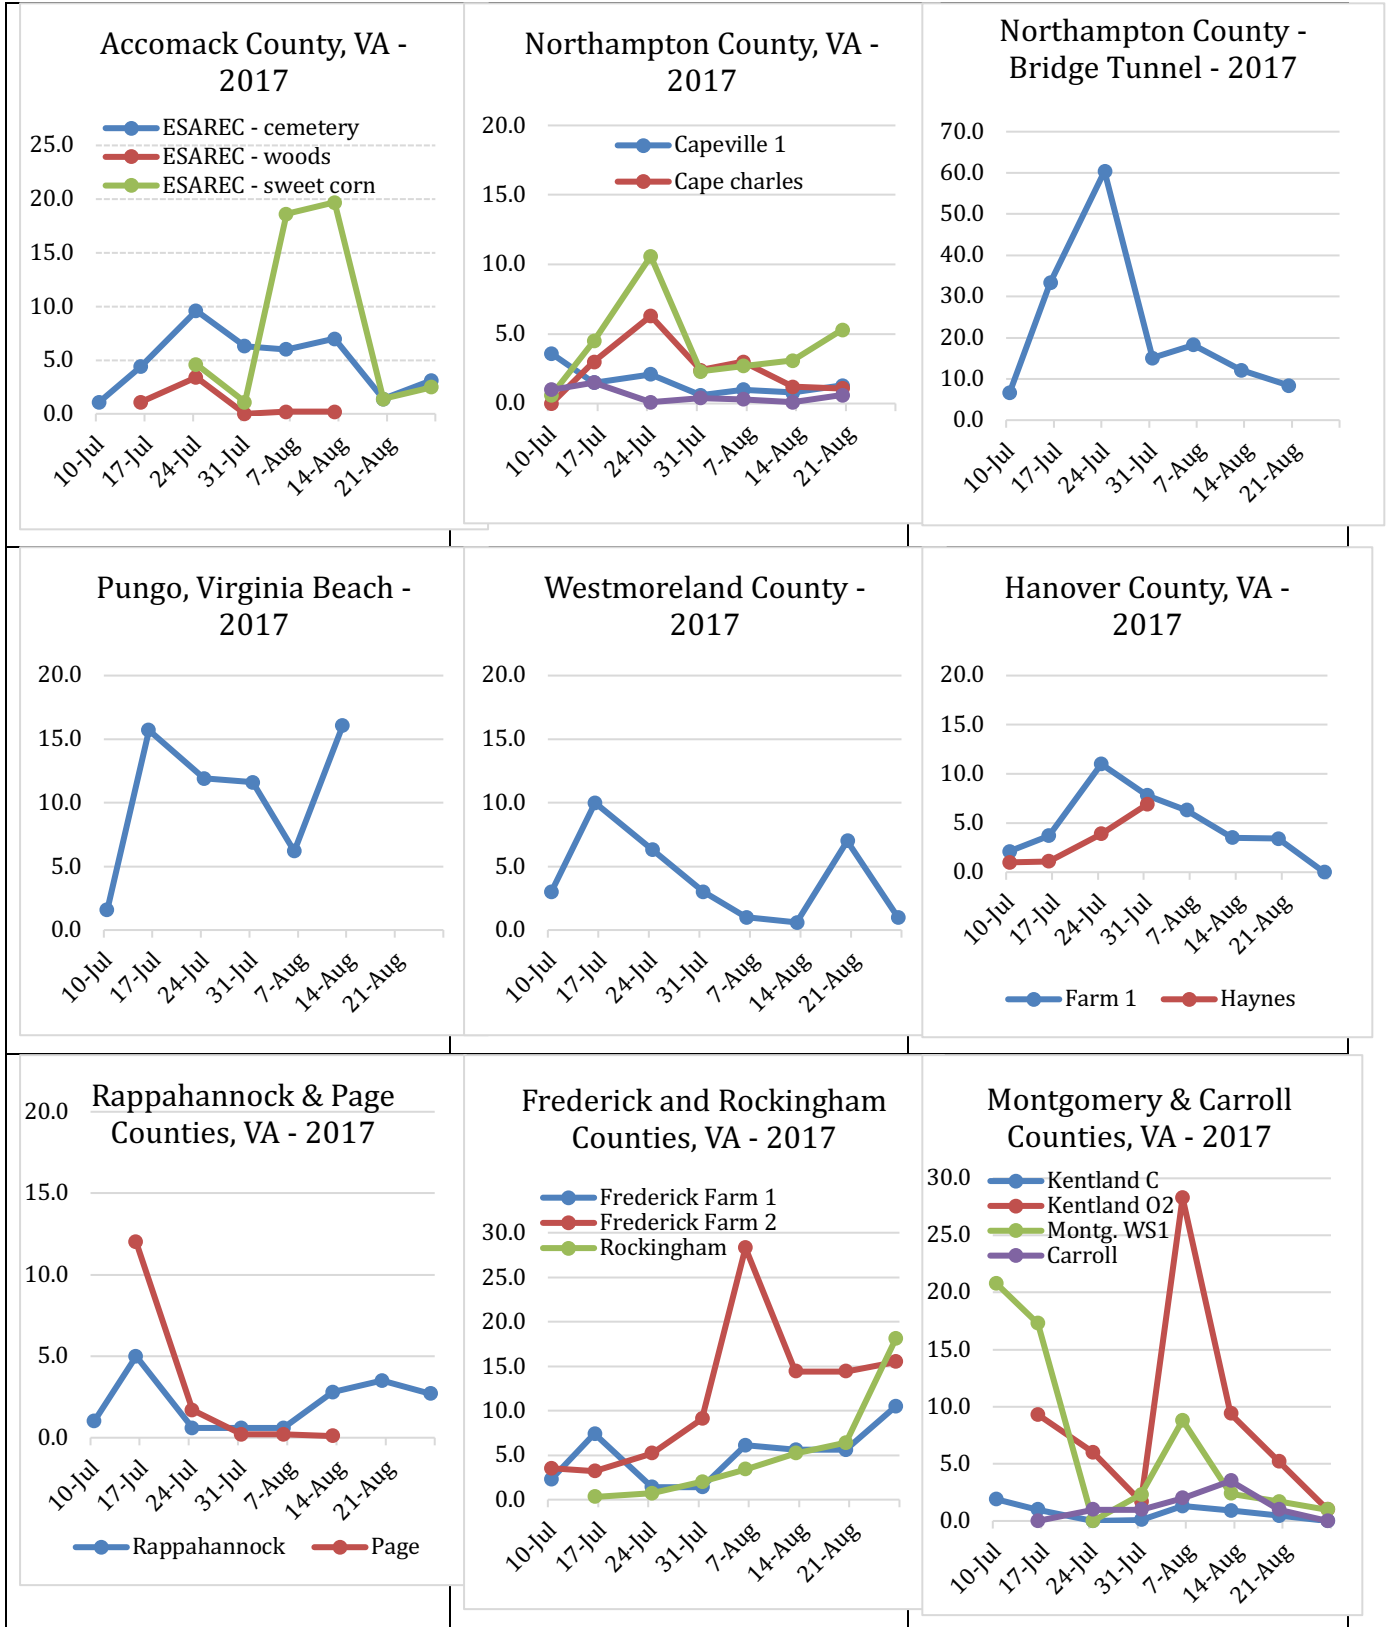 Accomack County, VA -
2017
ESAREC - cemetery
ESAREC - woods
ESAREC - sweet corn
25.0
20.0
15.0
10.0
5.0
0.0
10-Jul
17-Jul
24-Jul
31-Jul
7-Aug
14-Aug
21-Aug
Northampton County, VA -
2017
Capeville 1
Cape charles
20.0
15.0
10.0
5.0
0.0
10-Jul
17-Jul
24-Jul
31-Jul
7-Aug
14-Aug
21-Aug
Northampton County -
Bridge Tunnel - 2017
70.0
60.0
50.0
40.0
30.0
20.0
10.0
0.0
10-Jul
17-Jul
24-Jul
31-Jul
7-Aug
14-Aug
21-Aug
Pungo, Virginia Beach -
2017
20.0
15.0
10.0
5.0
0.0
10-Jul
17-Jul
24-Jul
31-Jul
7-Aug
14-Aug
21-Aug
Westmoreland County -
2017
20.0
15.0
10.0
5.0
0.0
10-Jul
17-Jul
24-Jul
31-Jul
7-Aug
14-Aug
21-Aug
Hanover County, VA -
2017
20.0
15.0
10.0
5.0
0.0
10-Jul
17-Jul
24-Jul
31-Jul
7-Aug
14-Aug
21-Aug
Farm 1 Haynes
Rappahannock & Page
Counties, VA - 2017
20.0
15.0
10.0
5.0
0.0
10-Jul
17-Jul
24-Jul
31-Jul
7-Aug
14-Aug
21-Aug
Rappahannock Page
Frederick and Rockingham
Counties, VA - 2017
Frederick Farm 1
Frederick Farm 2
Rockingham
30.0
25.0
20.0
15.0
10.0
5.0
0.0
10-Jul
17-Jul
24-Jul
31-Jul
7-Aug
14-Aug
21-Aug
Montgomery & Carroll
Counties, VA - 2017
Kentland C
Kentland O2
Montg. WS1
Carroll
30.0
25.0
20.0
15.0
10.0
5.0
0.0
10-Jul
17-Jul
24-Jul
31-Jul
7-Aug
14-Aug
21-Aug